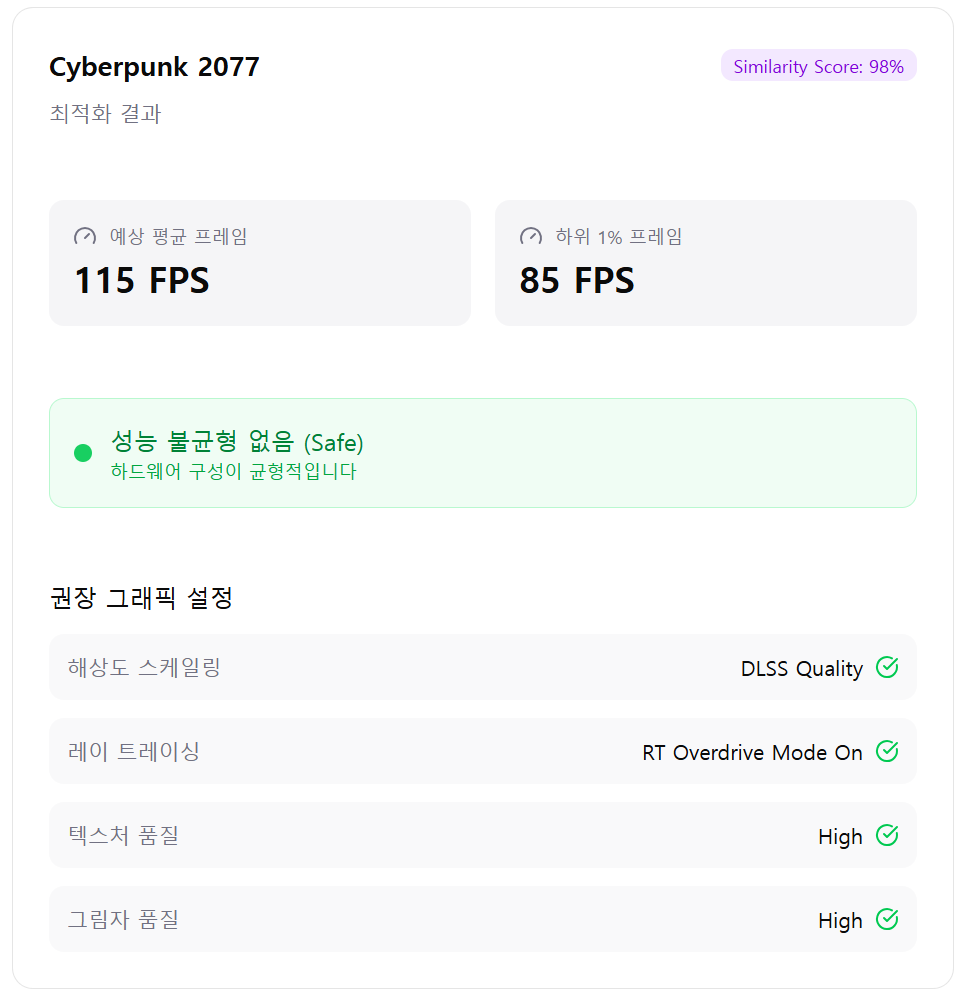 Cyberpunk 2077
Similarity Score: 98%
최적화 결과
예상 평균 프레임
115 FPS
하위 1% 프레임
85 FPS
성능 불균형 없음 (Safe)
하드웨어 구성이 균형적입니다
권장 그래픽 설정
해상도 스케일링
DLSS Quality
레이 트레이싱
RT Overdrive Mode On
텍스처 품질
High
그림자 품질
High